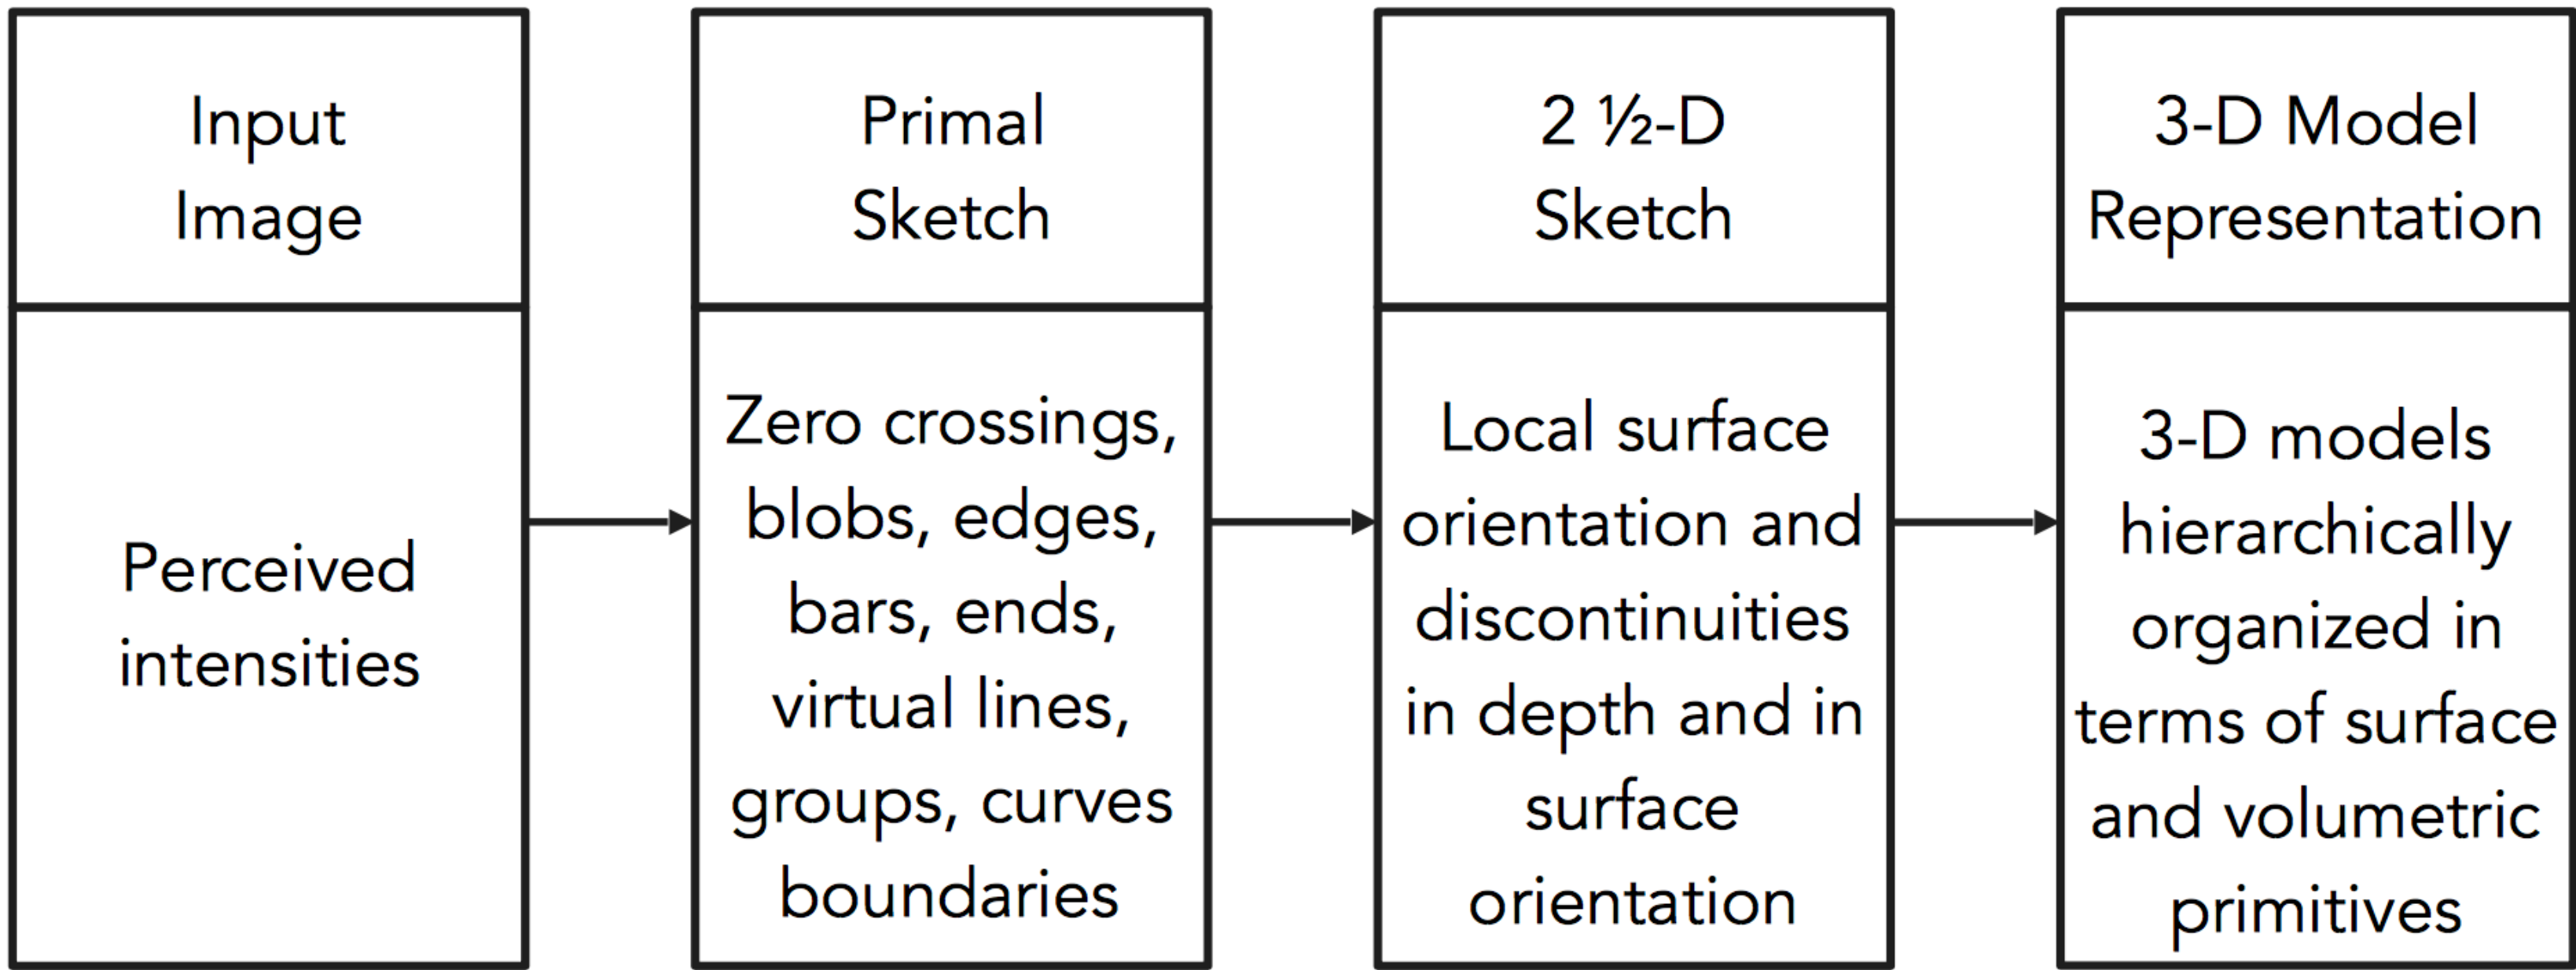 Input
Image
Perceived
intensities
Primal
Sketch
Zero crossings,
blobs, edges,
bars, ends,
virtual lines,
groups, curves
boundaries
2 ½-D
Sketch
Local surface
orientation and
discontinuities
in depth and in
surface
orientation
3-D Model
Representation
3-D models
hierarchically
organized in
terms of surface
and volumetric
primitives